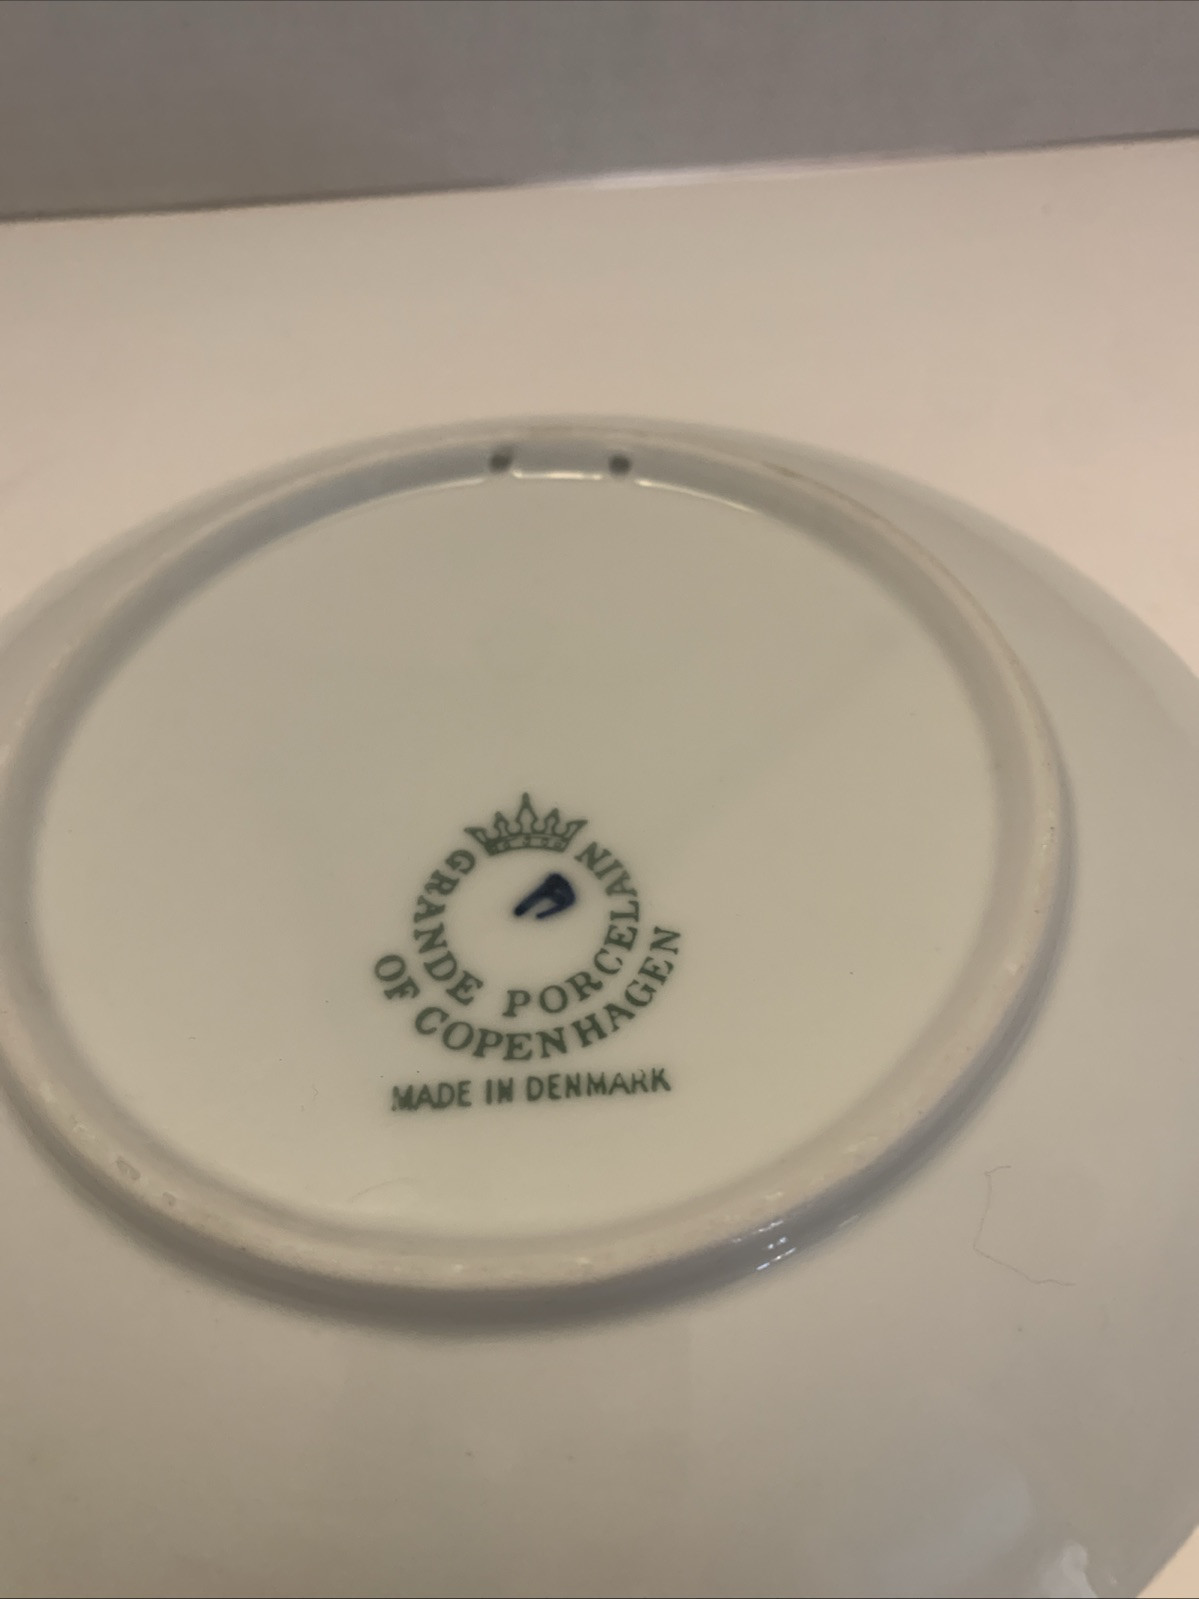 GRANDE PORCELAIN
OF COPENHAGEN
MADE IN DENMARK